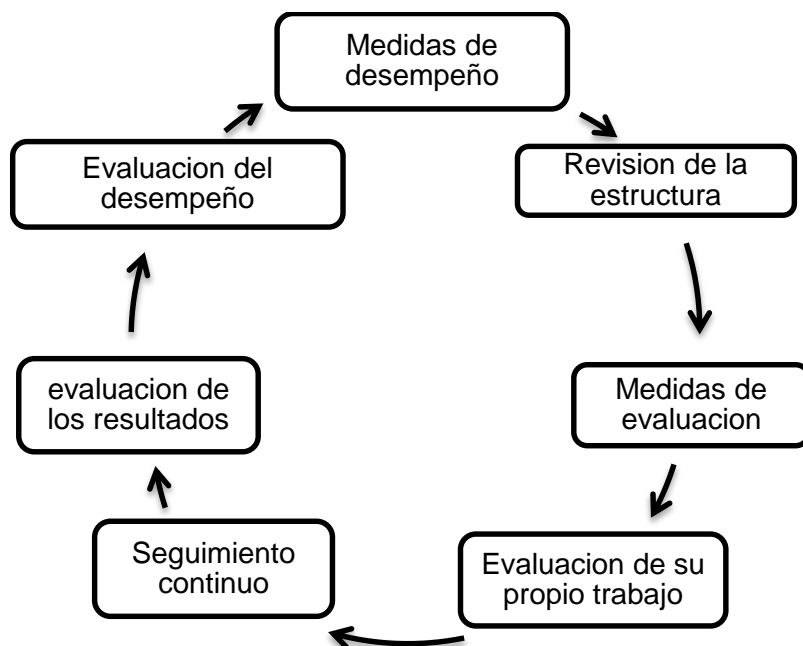 Medidas de
desempeño
Revision de la
estructura
Medidas de
evaluacion
Evaluacion de su
propio trabajo
Seguimiento
continuo
evaluacion de
los resultados
Evaluacion del
desempeño